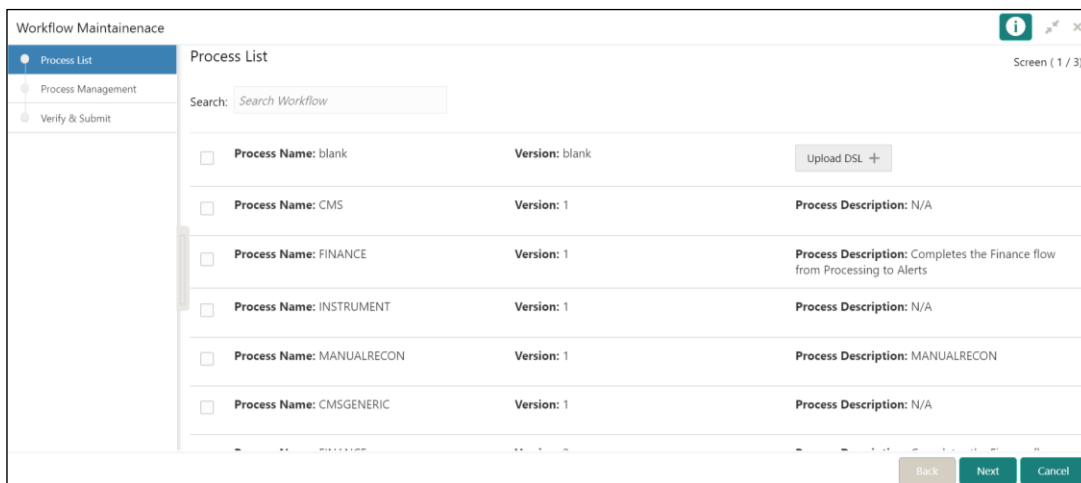 Workflow Maintainenace
Process List
Process Management
Verify & Submit
Process List
Screen ( 1 / 3)
Search: Search Workflow
Process Name: blank Version: blank Upload DSL +
Process Name: CMS Version: 1 Process Description: N/A
Process Name: FINANCE Version: 1 Process Description: Completes the Finance flow
from Processing to Alerts
Process Name: INSTRUMENT Version: 1 Process Description: N/A
Process Name: MANUALRECON Version: 1 Process Description: MANUALRECON
Process Name: CMSGENERIC Version: 1 Process Description: N/A
Back Next Cancel